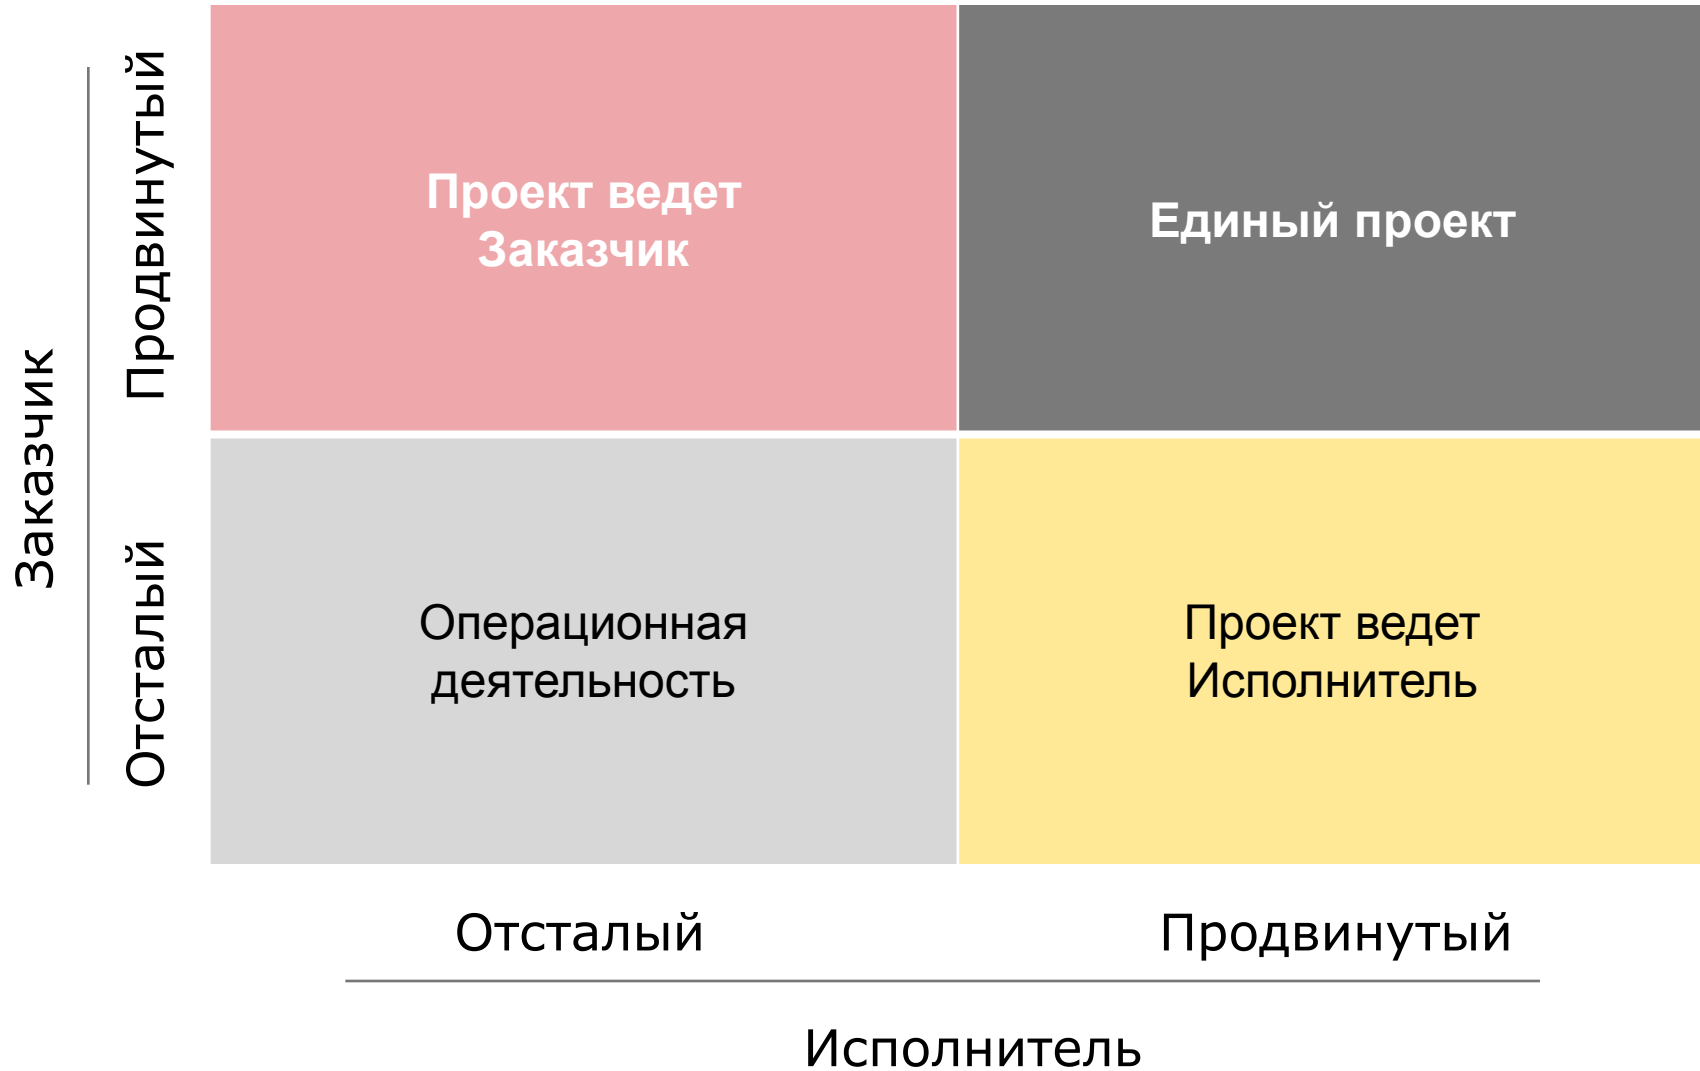 Заказчик
Продвинутый
Отсталый
Проект ведет
Заказчик
Единый проект
Операционная
деятельность
Проект ведет
Исполнитель
Отсталый
Продвинутый
Исполнитель